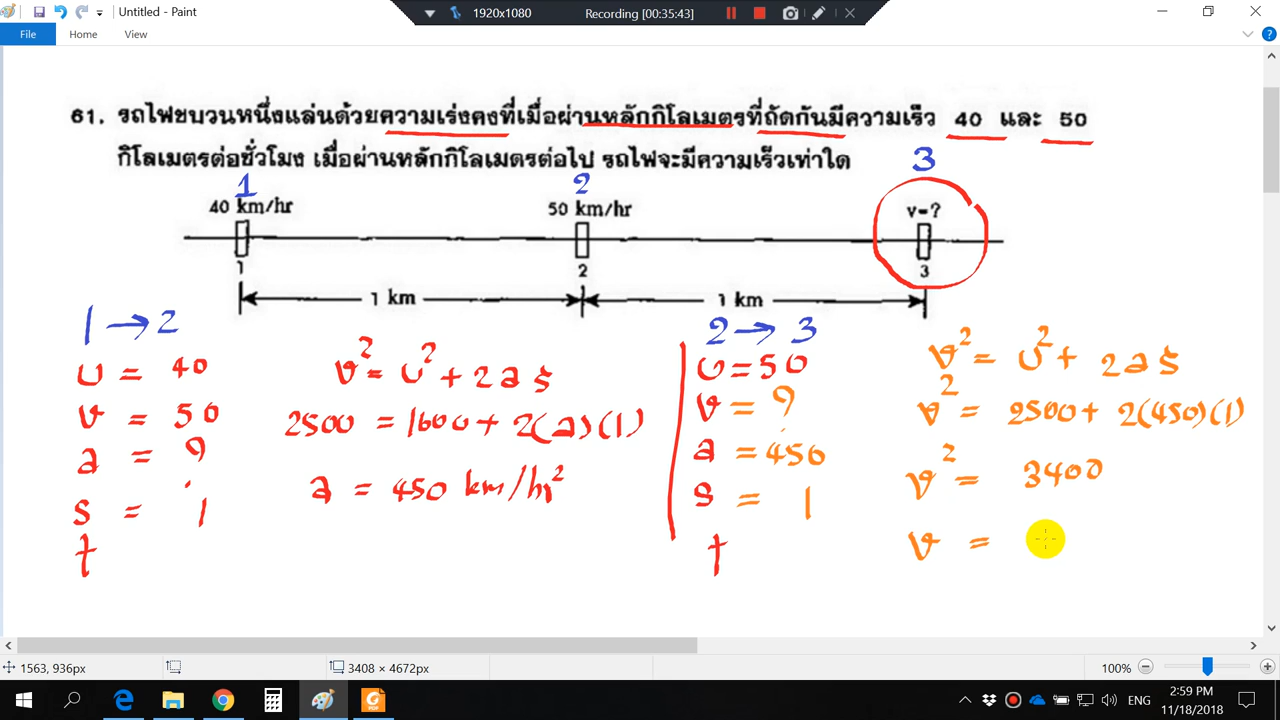 Untitled - Paint
1920x1080
Recording [00:35:43]
File Home View
61. รถไฟขบวนหนึ่งแล่นด้วยความเร่งคงที่เมื่อผ่านหลักกิโลเมตรที่ถัดกันมีความเร็ว 40 และ 50
กิโลเมตรต่อชั่วโมง เมื่อผ่านหลักกิโลเมตรต่อไป รถไฟจะมีความเร็วเท่าใด
1 2 3
40 km/hr 50 km/hr v=?
1 2 3
1 km 1 km
1 → 2
u = 40
v = 50
a = ?
s = 1
t
v² = u² + 2as
2500 = 1600 + 2(a)(1)
a = 450 km/hr²
2 → 3
u = 50
v = ?
a = 450
s = 1
t
v² = u² + 2as
v² = 2500 + 2(450)(1)
v² = 3400
v =
1563, 936px
3408 × 4672px
100%
ENG
2:59 PM
11/18/2018